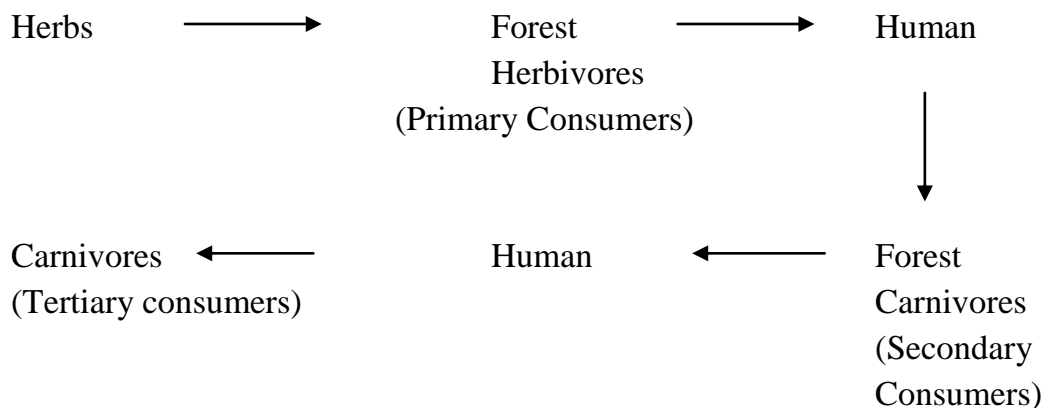 Herbs
Forest
Herbivores
(Primary Consumers)
Human
Carnivores
(Tertiary consumers)
Human
Forest
Carnivores
(Secondary
Consumers)